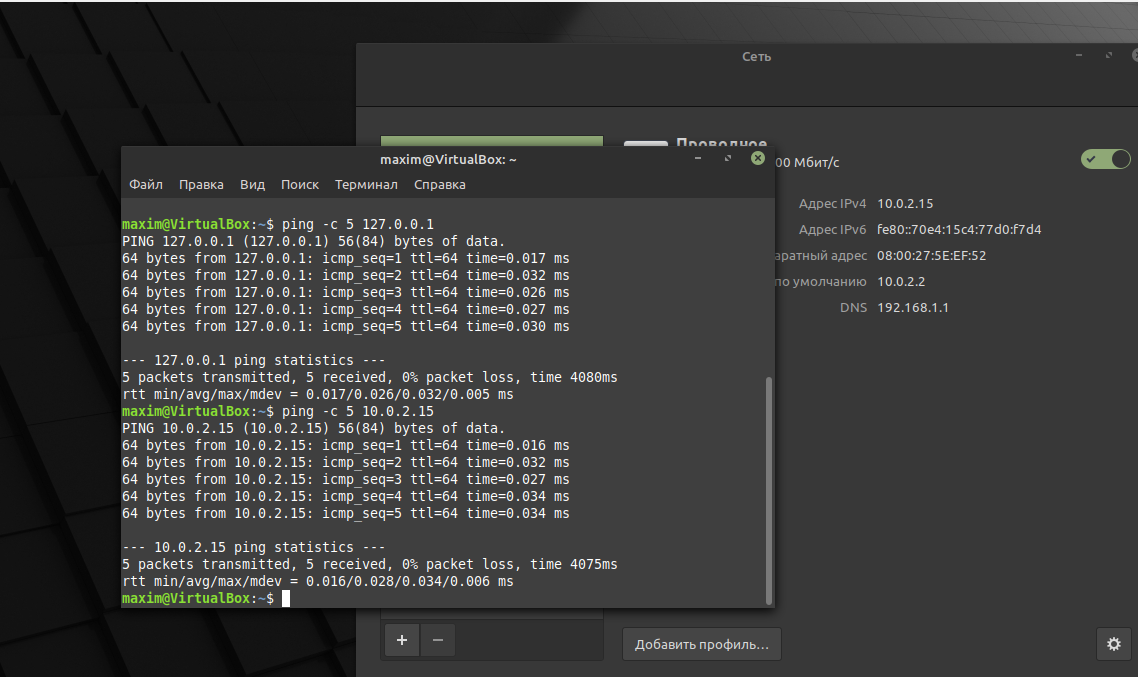 Сеть
Проводное
00 Мбит/с
Адрес IPv4 10.0.2.15
Адрес IPv6 fe80::70e4:15c4:77d0:f7d4
аратный адрес 08:00:27:5E:EF:52
по умолчанию 10.0.2.2
DNS 192.168.1.1
Добавить профиль...
maxim@VirtualBox: ~
Файл Правка Вид Поиск Терминал Справка
maxim@VirtualBox:~$ ping -c 5 127.0.0.1
PING 127.0.0.1 (127.0.0.1) 56(84) bytes of data.
64 bytes from 127.0.0.1: icmp_seq=1 ttl=64 time=0.017 ms
64 bytes from 127.0.0.1: icmp_seq=2 ttl=64 time=0.032 ms
64 bytes from 127.0.0.1: icmp_seq=3 ttl=64 time=0.026 ms
64 bytes from 127.0.0.1: icmp_seq=4 ttl=64 time=0.027 ms
64 bytes from 127.0.0.1: icmp_seq=5 ttl=64 time=0.030 ms
--- 127.0.0.1 ping statistics ---
5 packets transmitted, 5 received, 0% packet loss, time 4080ms
rtt min/avg/max/mdev = 0.017/0.026/0.032/0.005 ms
maxim@VirtualBox:~$ ping -c 5 10.0.2.15
PING 10.0.2.15 (10.0.2.15) 56(84) bytes of data.
64 bytes from 10.0.2.15: icmp_seq=1 ttl=64 time=0.016 ms
64 bytes from 10.0.2.15: icmp_seq=2 ttl=64 time=0.032 ms
64 bytes from 10.0.2.15: icmp_seq=3 ttl=64 time=0.027 ms
64 bytes from 10.0.2.15: icmp_seq=4 ttl=64 time=0.034 ms
64 bytes from 10.0.2.15: icmp_seq=5 ttl=64 time=0.034 ms
--- 10.0.2.15 ping statistics ---
5 packets transmitted, 5 received, 0% packet loss, time 4075ms
rtt min/avg/max/mdev = 0.016/0.028/0.034/0.006 ms
maxim@VirtualBox:~$